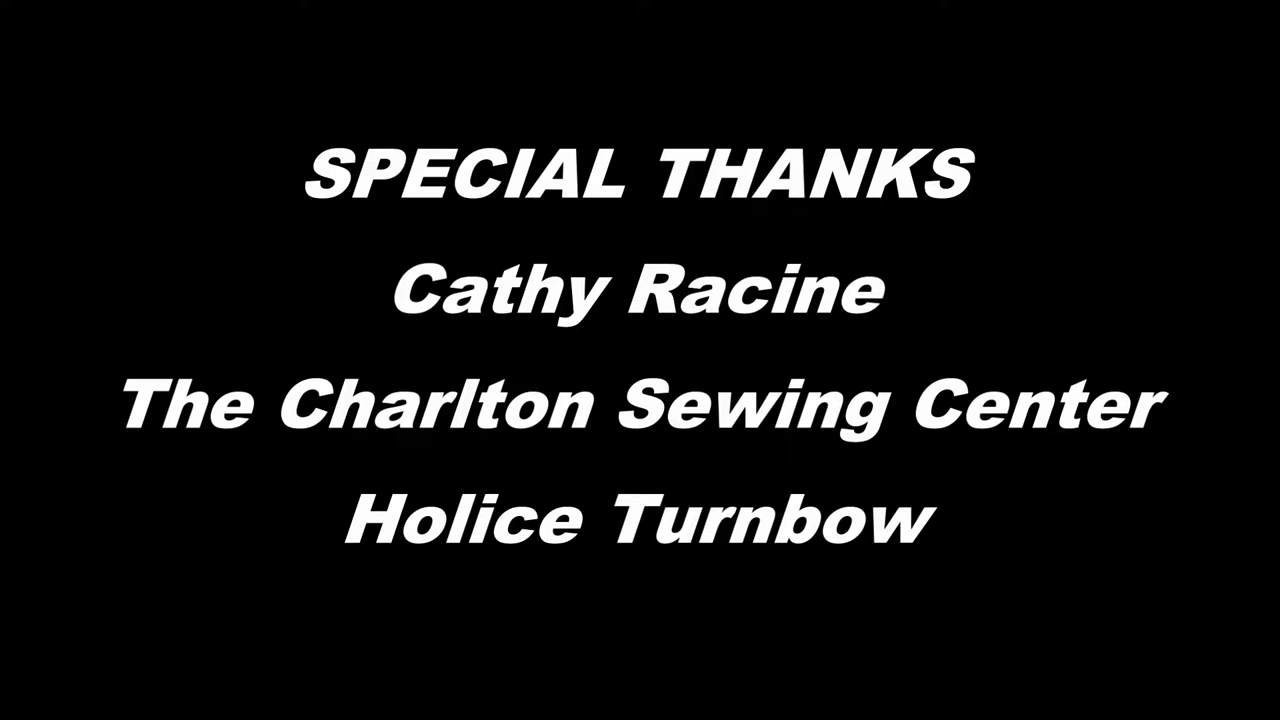 SPECIAL THANKS
Cathy Racine
The Charlton Sewing Center
Holice Turnbow